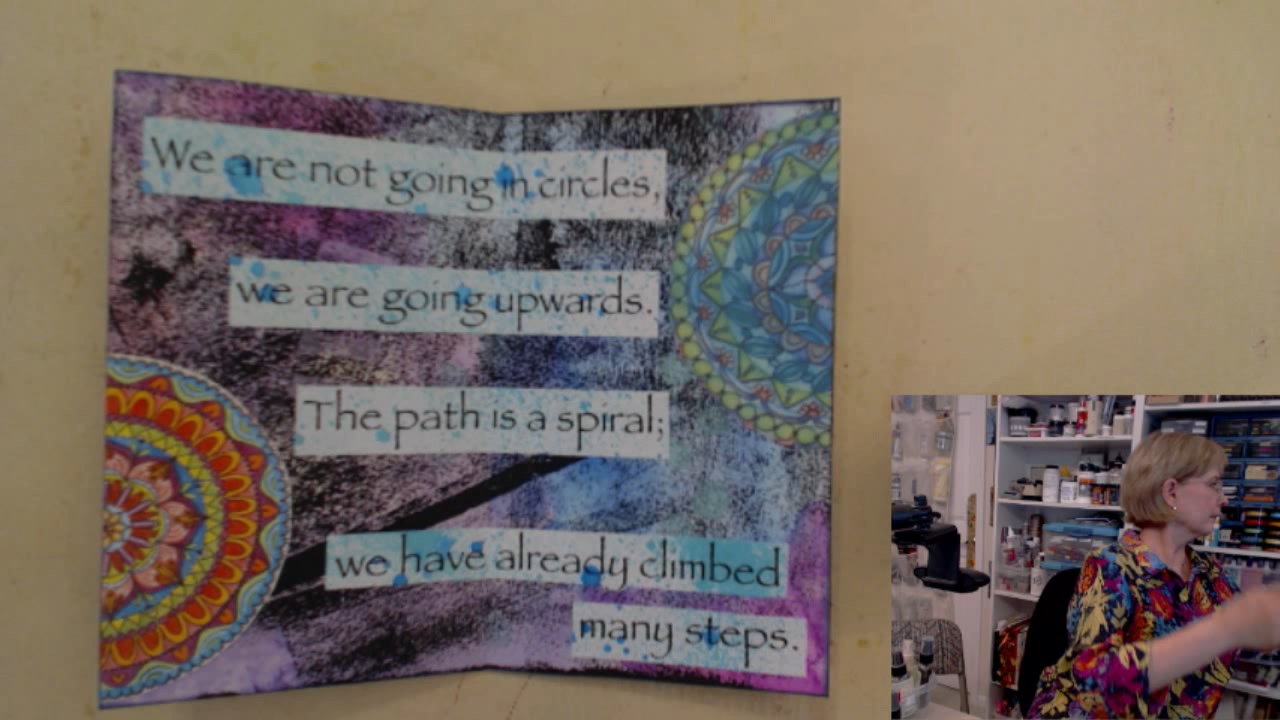 We are not going in circles,
we are going upwards.
The path is a spiral;
we have already climbed
many steps.